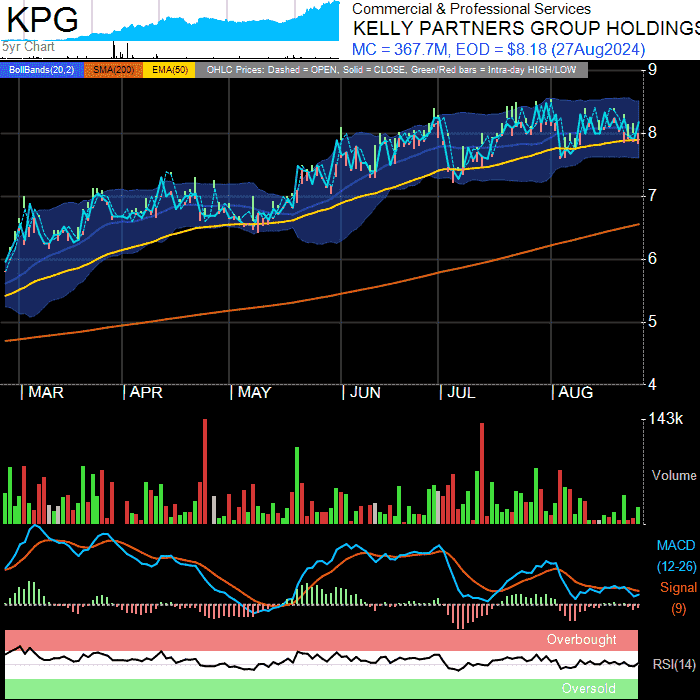 KPG
5yr Chart
Commercial & Professional Services
KELLY PARTNERS GROUP HOLDINGS
MC = 367.7M, EOD = $8.18 (27Aug2024)
BollBands(20,2) SMA(200) EMA(50) OHLC Prices: Dashed = OPEN, Solid = CLOSE, Green/Red bars = Intra-day HIGH/LOW
9
8
7
6
5
4
| MAR | APR | MAY | JUN | JUL | AUG
143k
Volume
MACD
(12-26)
Signal
(9)
Overbought
RSI(14)
Oversold